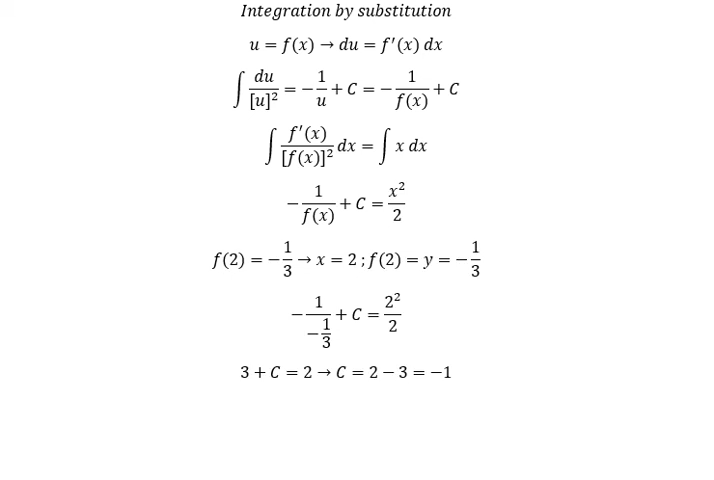 Integration by substitution
u = f(x) → du = f'(x) dx
∫ du/[u]² = −1/u + C = −1/f(x) + C
∫ f'(x)/[f(x)]² dx = ∫ x dx
−1/f(x) + C = x²/2
f(2) = −1/3 → x = 2 ; f(2) = y = −1/3
−1/(−1/3) + C = 2²/2
3 + C = 2 → C = 2 − 3 = −1